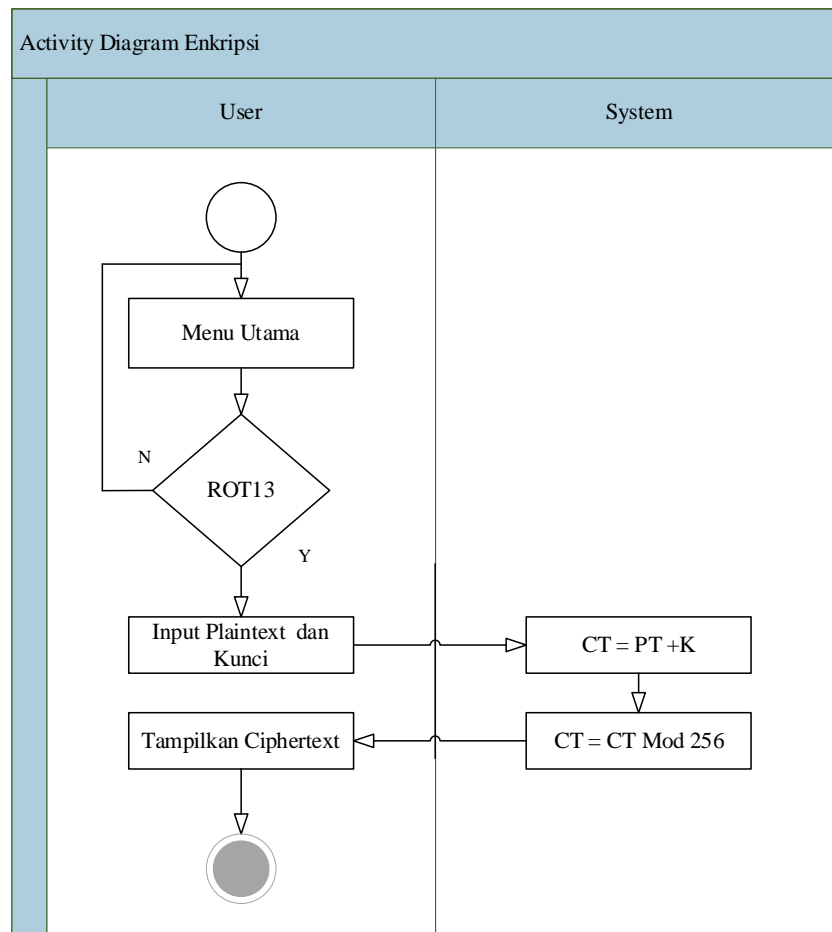 Activity Diagram Enkripsi
User
System
Menu Utama
N
ROT13
Y
Input Plaintext dan
Kunci
CT = PT +K
Tampilkan Ciphertext
CT = CT Mod 256